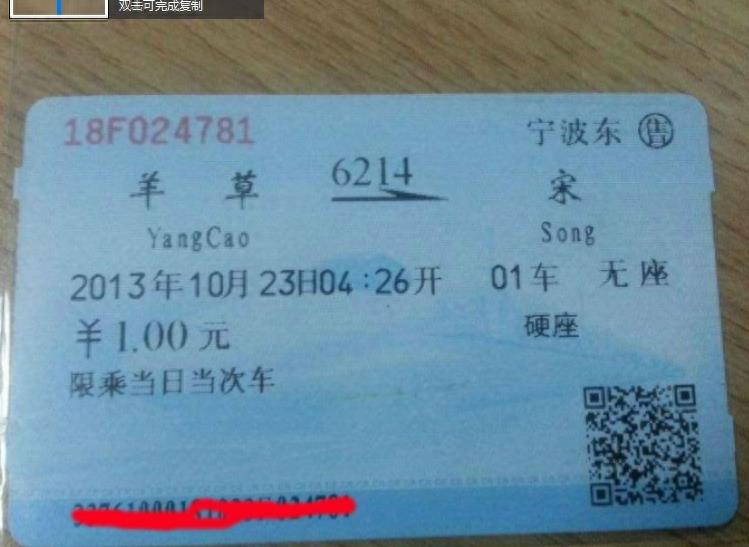 双击可完成复制
18F024781 宁波东 售
羊草 6214 宋
YangCao Song
2013年10月23日04:26开 01车 无座
¥1.00元 硬座
限乘当日当次车